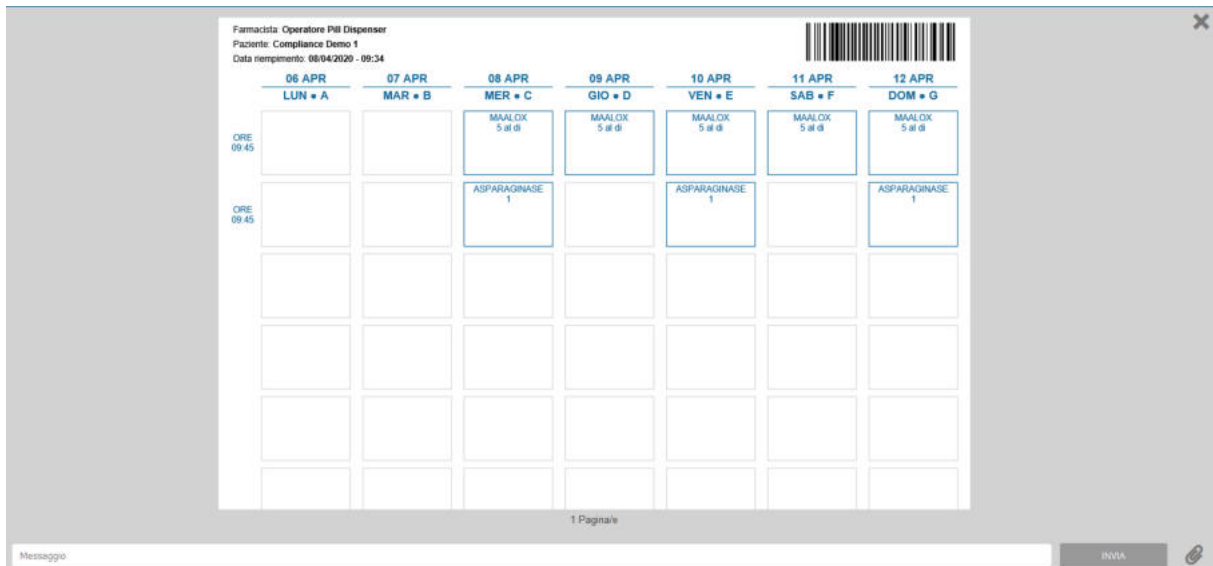 Farmacista: Operatore Pill Dispenser
Paziente: Compliance Demo 1
Data riempimento: 08/04/2020 - 09:34
06 APR 07 APR 08 APR 09 APR 10 APR 11 APR 12 APR
LUN • A MAR • B MER • C GIO • D VEN • E SAB • F DOM • G
ORE
09:45
MAALOX
5 al dì
MAALOX
5 al dì
MAALOX
5 al dì
MAALOX
5 al dì
MAALOX
5 al dì
ORE
09:45
ASPARAGINASE
1
ASPARAGINASE
1
ASPARAGINASE
1
1 Pagina/e
Messaggio
INVIA